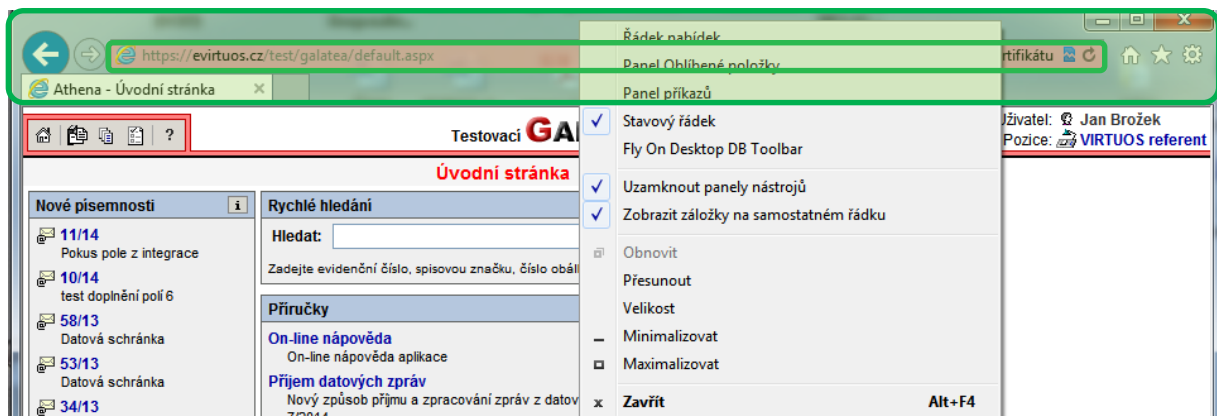 https://evirtuos.cz/test/galatea/default.aspx
rtifikátu
Athena - Úvodní stránka
Řádek nabídek
Panel Oblíbené položky
Panel příkazů
Stavový řádek
Fly On Desktop DB Toolbar
Uzamknout panely nástrojů
Zobrazit záložky na samostatném řádku
Obnovit
Přesunout
Velikost
Minimalizovat
Maximalizovat
Zavřít Alt+F4
?
Testovací GA
Jživatel: Jan Brožek
Pozice: VIRTUOS referent
Úvodní stránka
Nové písemnosti i
11/14
Pokus pole z integrace
10/14
test doplnění polí 6
58/13
Datová schránka
53/13
Datová schránka
34/13
Rychlé hledání
Hledat:
Zadejte evidenční číslo, spisovou značku, číslo obál
Příručky
On-line nápověda
On-line nápověda aplikace
Příjem datových zpráv
Nový způsob příjmu a zpracování zpráv z datov
7/2014